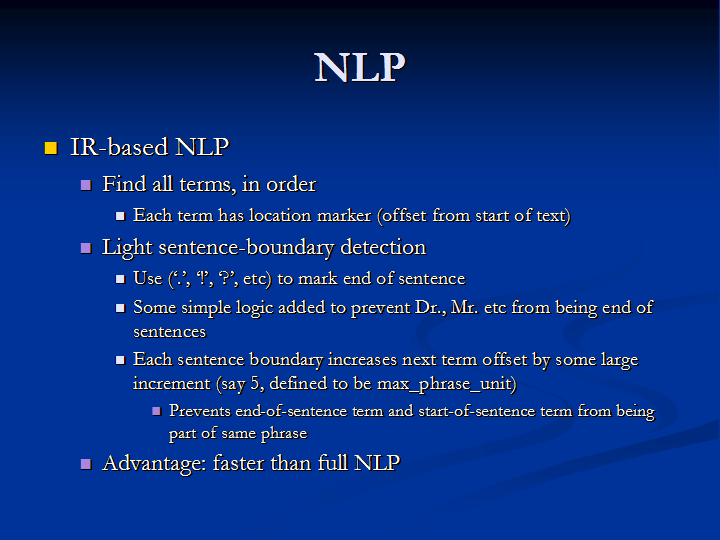 NLP
IR-based NLP
Find all terms, in order
Each term has location marker (offset from start of text)
Light sentence-boundary detection
Use (‘.’, ‘!’, ‘?’, etc) to mark end of sentence
Some simple logic added to prevent Dr., Mr. etc from being end of
sentences
Each sentence boundary increases next term offset by some large
increment (say 5, defined to be max_phrase_unit)
Prevents end-of-sentence term and start-of-sentence term from being
part of same phrase
Advantage: faster than full NLP